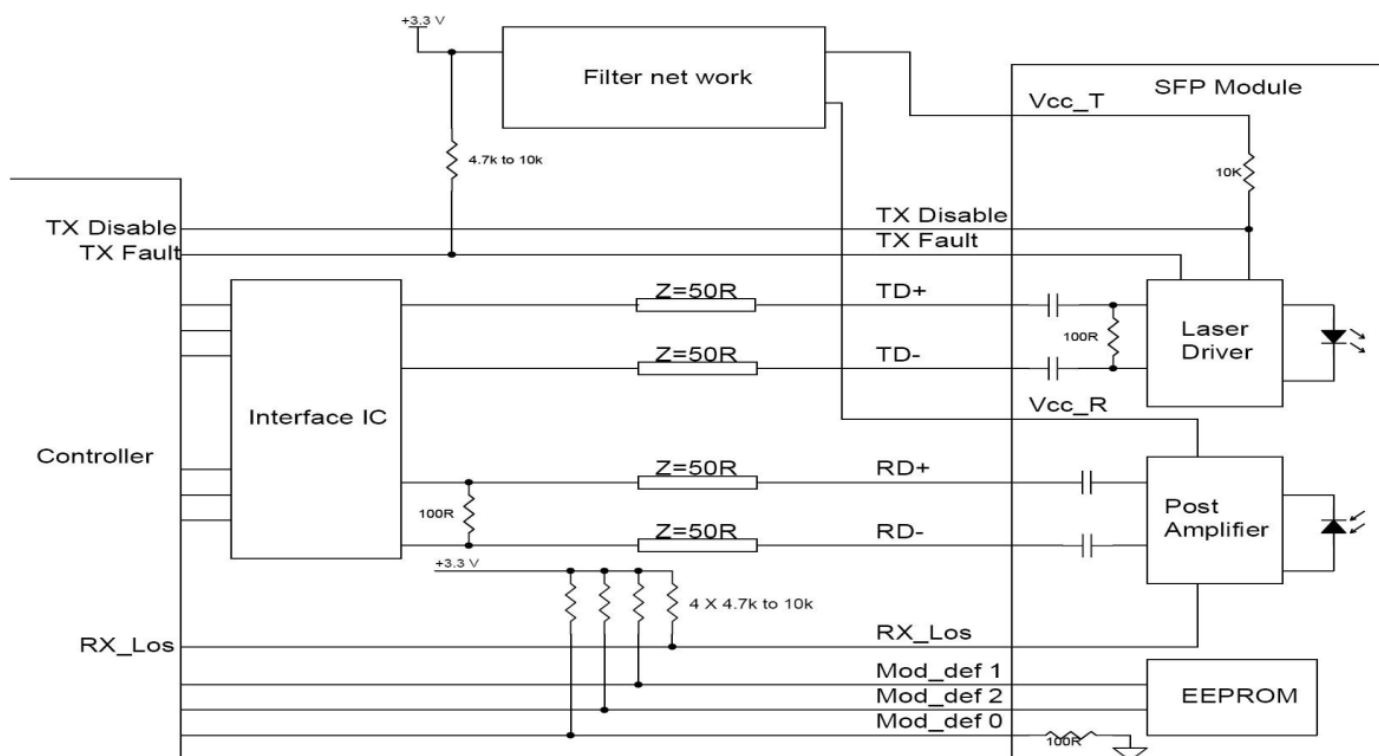 +3.3 V
Filter net work
SFP Module
Vcc_T
4.7k to 10k
10K
TX Disable
TX Disable
TX Fault
TX Fault
Z=50R
TD+
Laser
Driver
100R
Z=50R
TD-
Interface IC
Vcc_R
Controller
Z=50R
RD+
100R
Post
Amplifier
Z=50R
RD-
+3.3 V
4 X 4.7k to 10k
RX_Los
RX_Los
Mod_def 1
Mod_def 2
EEPROM
Mod_def 0
100R